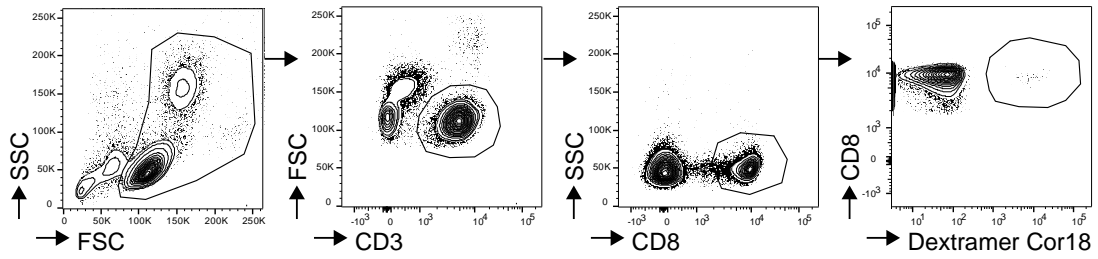 250K
200K
150K
100K
50K
0
SSC
0 50K 100K 150K 200K 250K
FSC
250K
200K
150K
100K
50K
0
FSC
-10³ 0 10³ 10⁴ 10⁵
CD3
250K
200K
150K
100K
50K
0
SSC
-10³ 0 10³ 10⁴ 10⁵
CD8
10⁵
10⁴
10³
0
-10³
CD8
10¹ 10² 10³ 10⁴ 10⁵
Dextramer Cor18